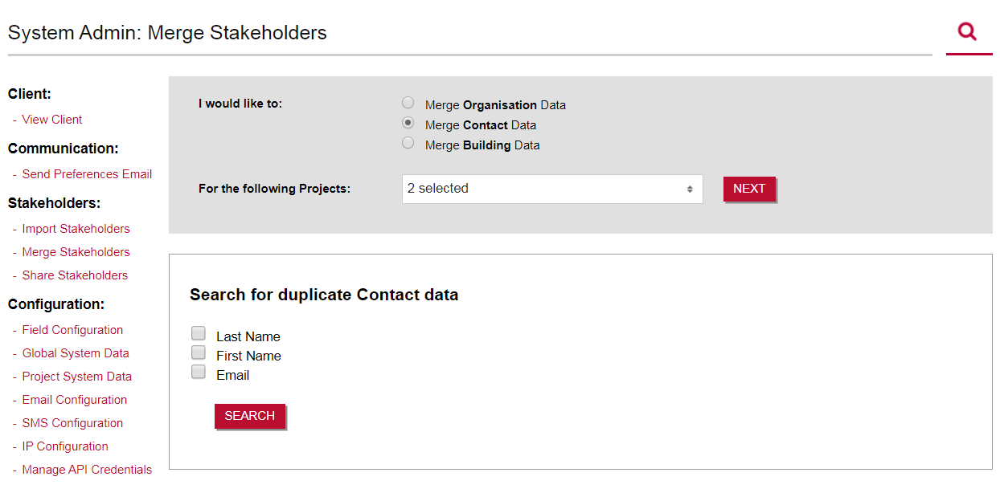 System Admin: Merge Stakeholders
Client:
- View Client
Communication:
- Send Preferences Email
Stakeholders:
- Import Stakeholders
- Merge Stakeholders
- Share Stakeholders
Configuration:
- Field Configuration
- Global System Data
- Project System Data
- Email Configuration
- SMS Configuration
- IP Configuration
- Manage API Credentials
I would like to:
Merge Organisation Data
Merge Contact Data
Merge Building Data
For the following Projects:
2 selected
NEXT
Search for duplicate Contact data
Last Name
First Name
Email
SEARCH